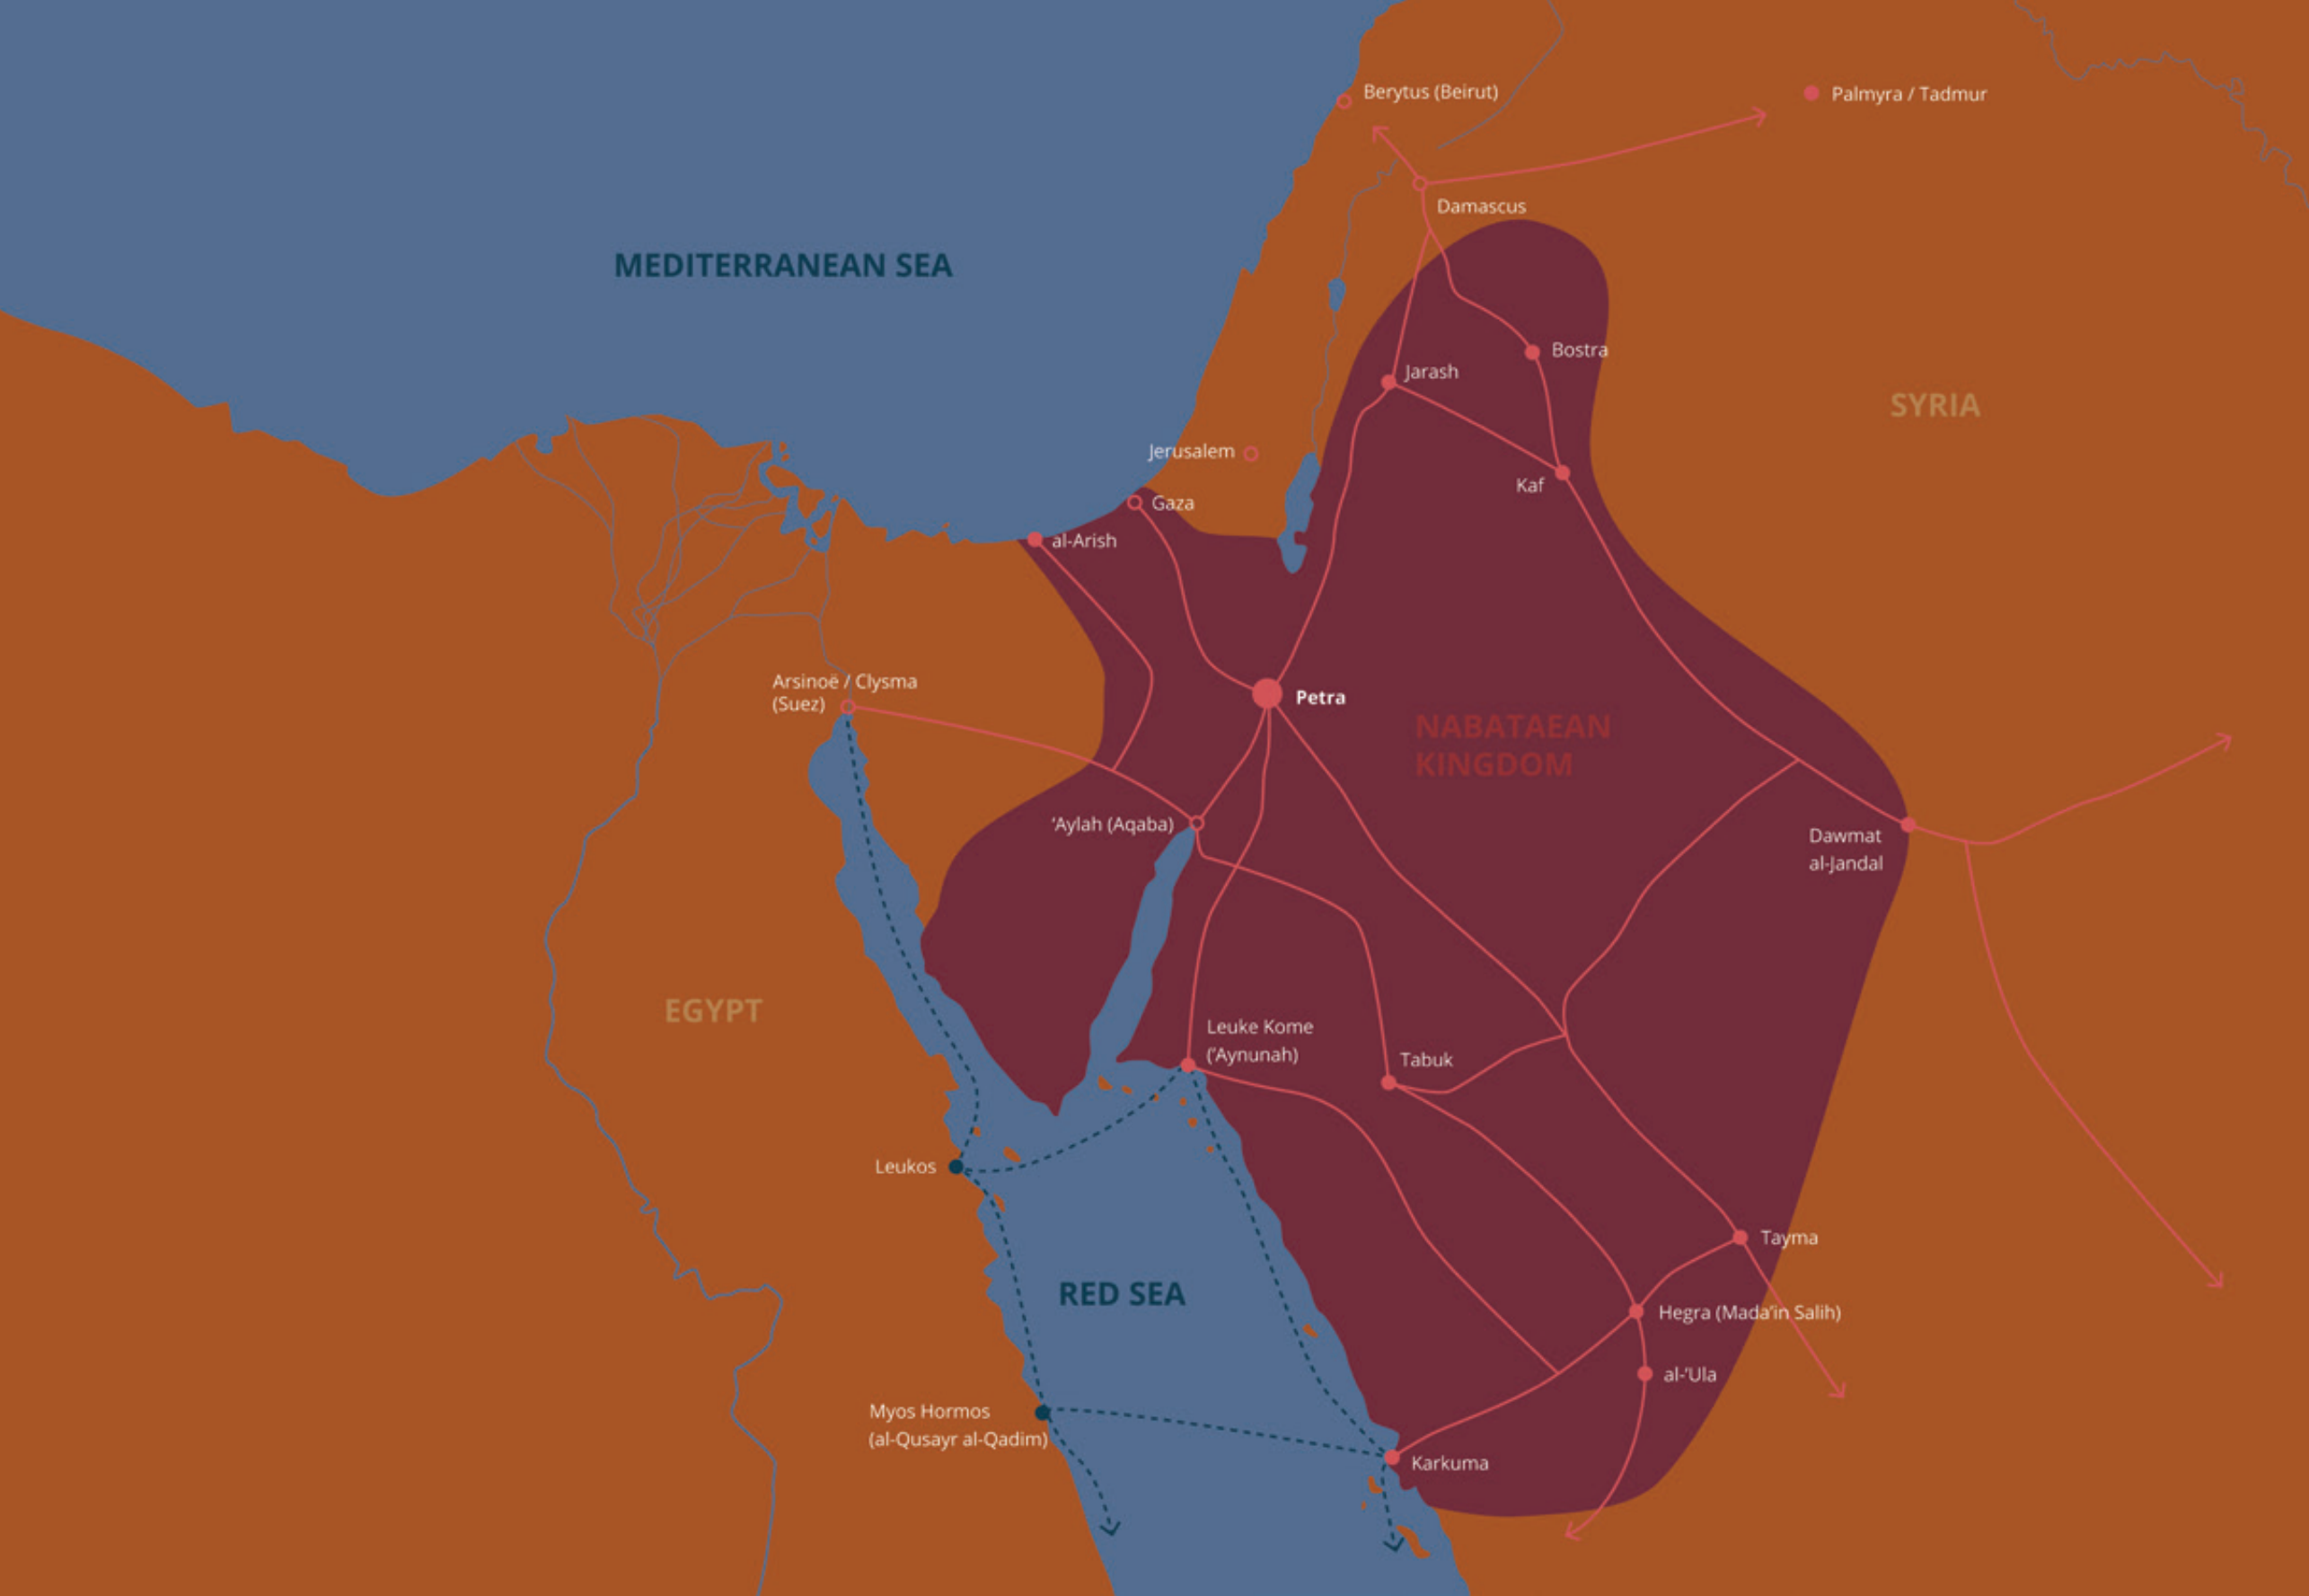 Berytus (Beirut)
Palmyra / Tadmur
Damascus
MEDITERRANEAN SEA
Bostra
Jarash
SYRIA
Jerusalem
Kaf
Gaza
al-Arish
Arsinoë / Clysma
(Suez)
Petra
NABATAEAN
KINGDOM
‘Aylah (Aqaba)
Dawmat
al-Jandal
EGYPT
Leuke Kome
(‘Aynunah)
Tabuk
Leukos
Tayma
RED SEA
Hegra (Mada’in Salih)
al-‘Ula
Myos Hormos
(al-Qusayr al-Qadim)
Karkuma